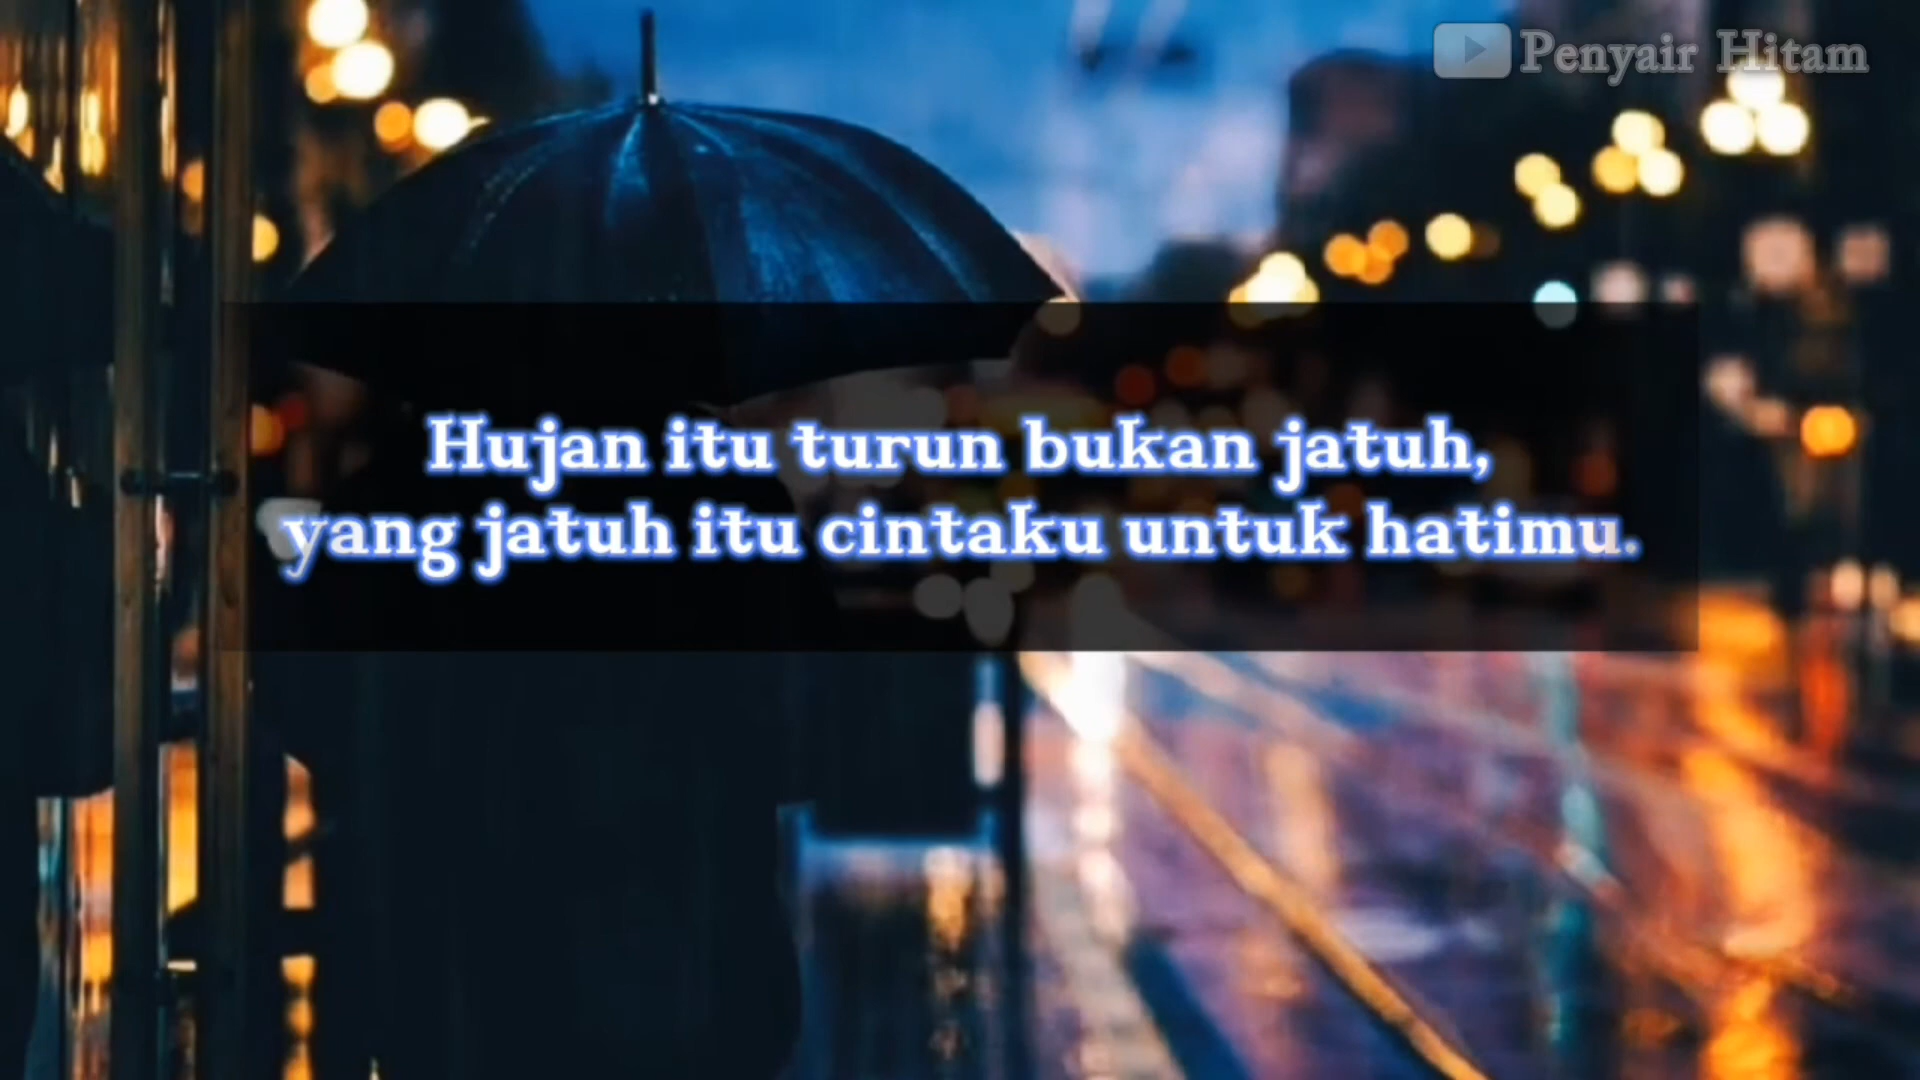 Penyair Hitam
Hujan itu turun bukan jatuh,
yang jatuh itu cintaku untuk hatimu.